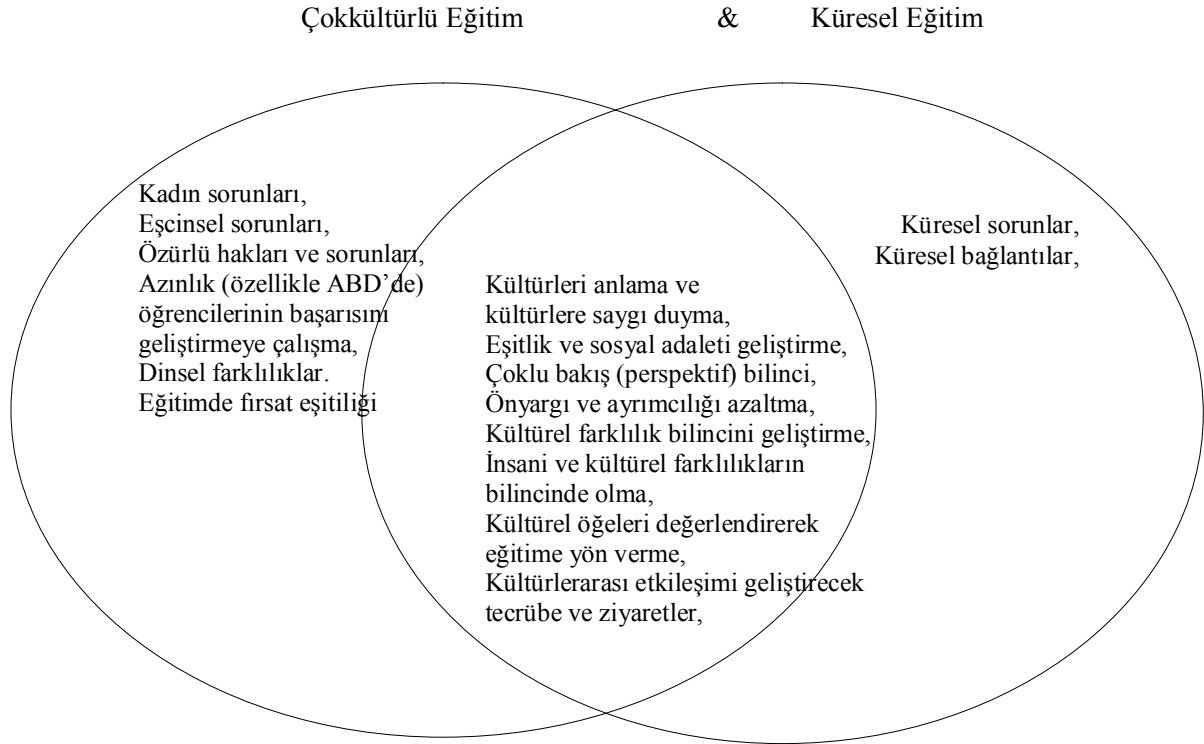 Çokkültürlü Eğitim & Küresel Eğitim
Kadın sorunları,
Eşcinsel sorunları,
Özürlü hakları ve sorunları,
Azınlık (özellikle ABD’de)
öğrencilerinin başarısını
geliştirmeye çalışma,
Dinsel farklılıklar.
Eğitimde fırsat eşitiliği
Kültürleri anlama ve
kültürlere saygı duyma,
Eşitlik ve sosyal adaleti geliştirme,
Çoklu bakış (perspektif) bilinci,
Önyargı ve ayrımcılığı azaltma,
Kültürel farklılık bilincini geliştirme,
İnsani ve kültürel farklılıkların
bilincinde olma,
Kültürel öğeleri değerlendirerek
eğitime yön verme,
Kültürlerarası etkileşimi geliştirecek
tecrübe ve ziyaretler,
Küresel sorunlar,
Küresel bağlantılar,